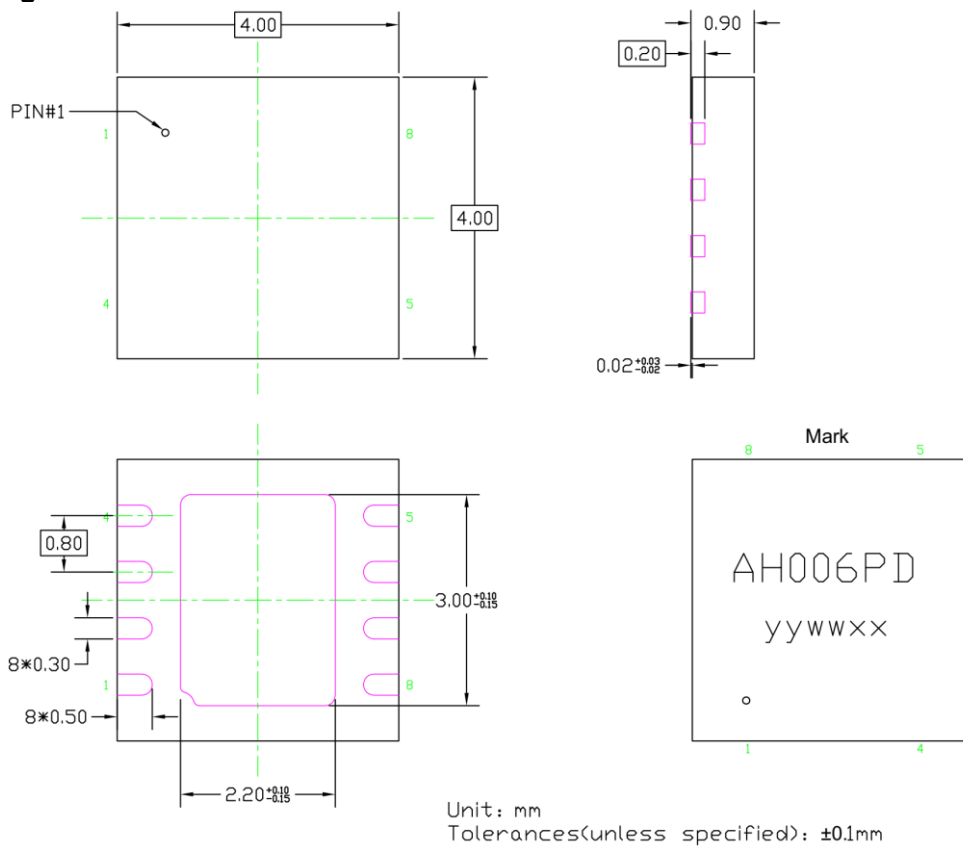 4.00
0.90
0.20
PIN#1
1
8
4.00
4
5
0.02 +0.03 -0.02
Mark
8
5
4
5
0.80
AH006PD
3.00 +0.10 -0.15
yywwxx
8*0.30
1
8
8*0.50
1
4
2.20 +0.10 -0.15
Unit: mm
Tolerances(unless specified): ±0.1mm